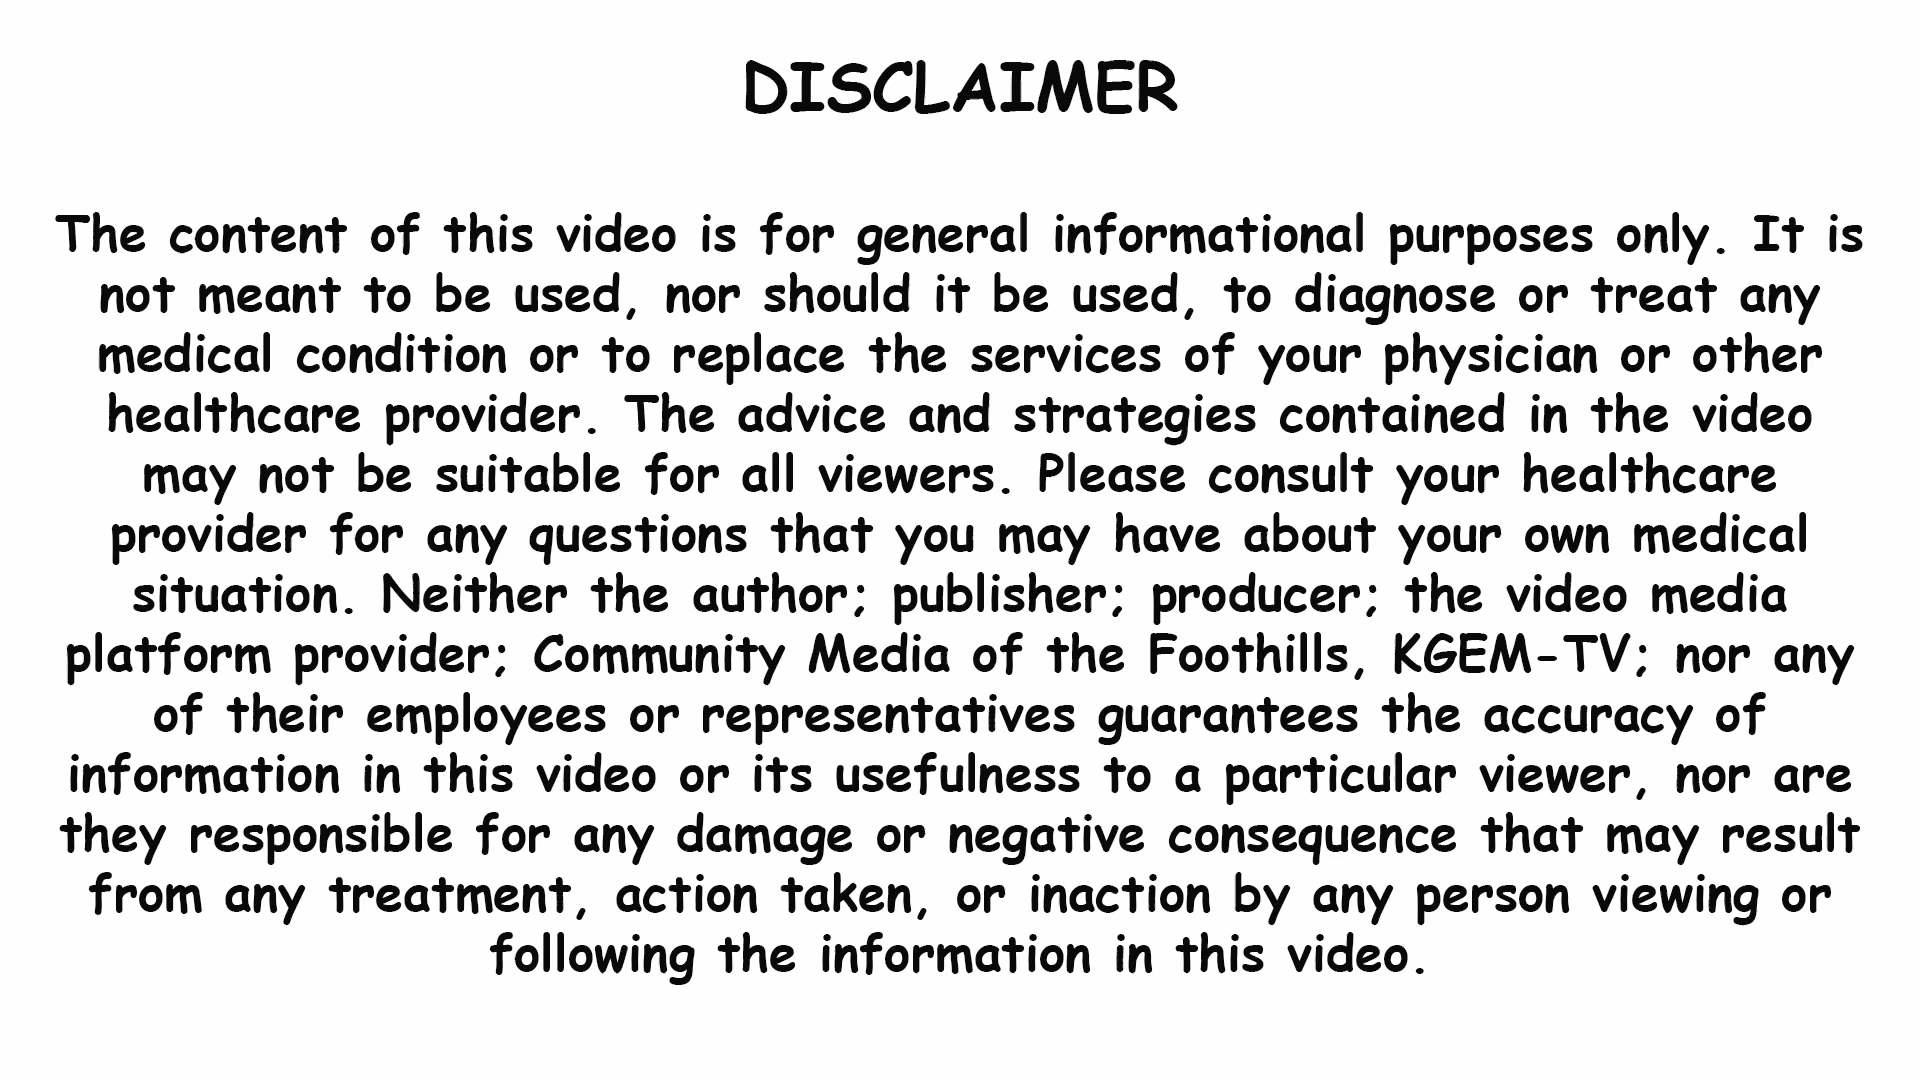 DISCLAIMER
The content of this video is for general informational purposes only. It is
not meant to be used, nor should it be used, to diagnose or treat any
medical condition or to replace the services of your physician or other
healthcare provider. The advice and strategies contained in the video
may not be suitable for all viewers. Please consult your healthcare
provider for any questions that you may have about your own medical
situation. Neither the author; publisher; producer; the video media
platform provider; Community Media of the Foothills, KGEM-TV; nor any
of their employees or representatives guarantees the accuracy of
information in this video or its usefulness to a particular viewer, nor are
they responsible for any damage or negative consequence that may result
from any treatment, action taken, or inaction by any person viewing or
following the information in this video.